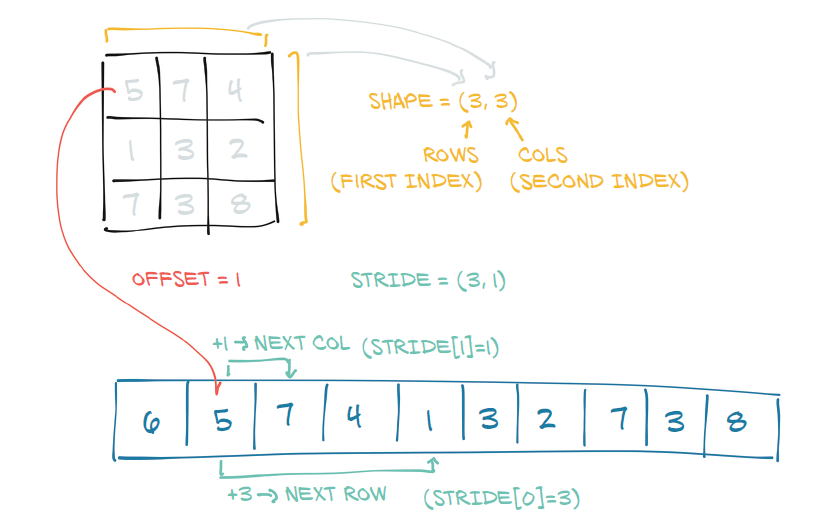 5 7 4
1 3 2
7 3 8
SHAPE = (3, 3)
ROWS
(FIRST INDEX)
COLS
(SECOND INDEX)
OFFSET = 1
STRIDE = (3, 1)
+1 → NEXT COL (STRIDE[1]=1)
6 5 7 4 1 3 2 7 3 8
+3 → NEXT ROW (STRIDE[0]=3)